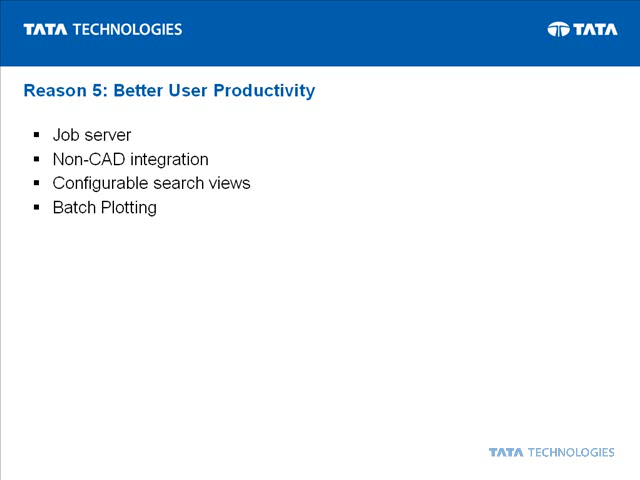 TATA TECHNOLOGIES
TATA
Reason 5: Better User Productivity
▪ Job server
▪ Non-CAD integration
▪ Configurable search views
▪ Batch Plotting
TATA TECHNOLOGIES